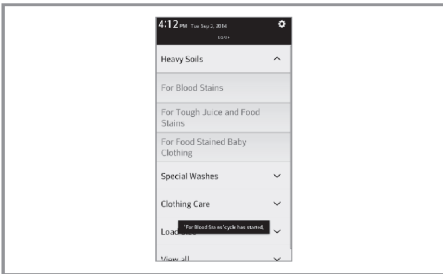 4:12 PM Tue Sep 2, 2014
Heavy Soils
For Blood Stains
For Tough Juice and Food
Stains
For Food Stained Baby
Clothing
Special Washes
Clothing Care
'For Blood Stains' cycle has started.
Load
View all